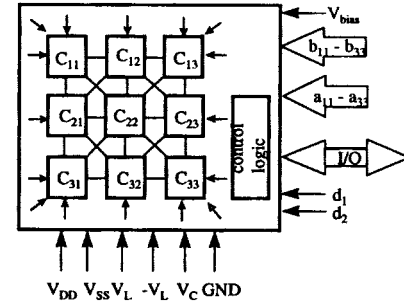 C11 C12 C13
C21 C22 C23
C31 C32 C33
control
logic
Vbias
b11 - b33
a11 - a33
I/O
d1
d2
VDD VSS VL -VL VC GND